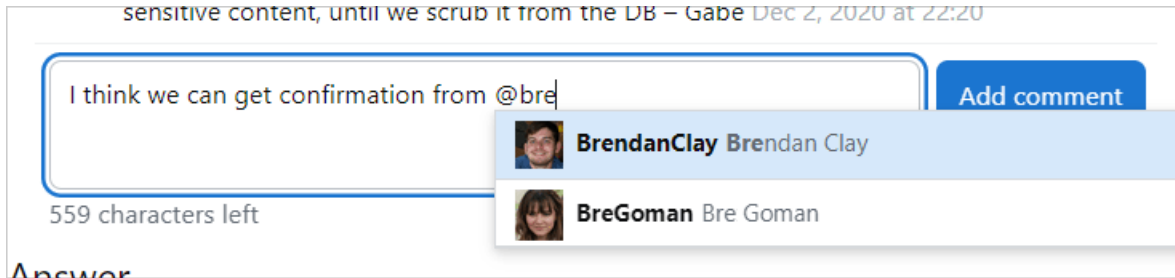 sensitive content, until we scrub it from the DB – Gabe Dec 2, 2020 at 22:20
I think we can get confirmation from @bre
Add comment
BrendanClay Brendan Clay
BreGoman Bre Goman
559 characters left
Answer